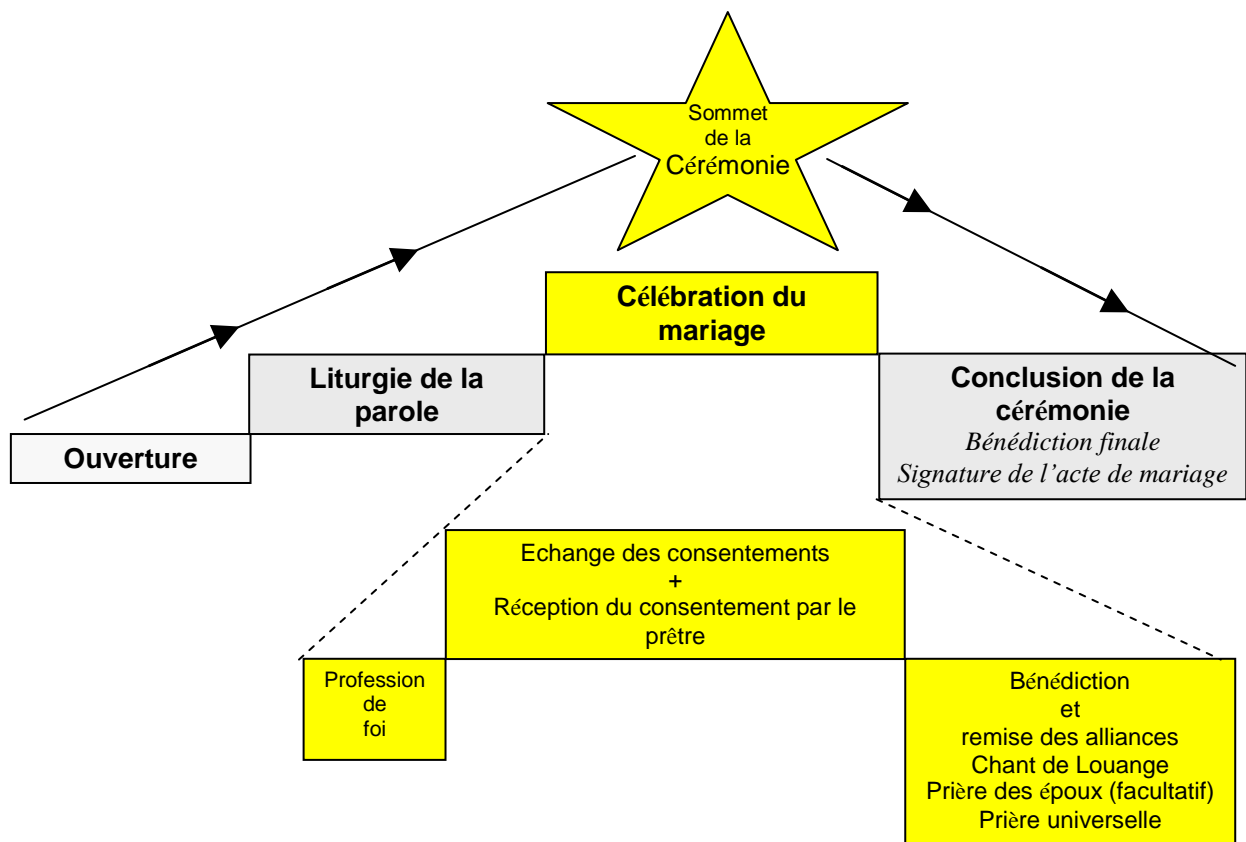 Sommet
de la
Cérémonie
Célébration du
mariage
Liturgie de la
parole
Conclusion de la
cérémonie
Bénédiction finale
Signature de l’acte de mariage
Ouverture
Echange des consentements
+
Réception du consentement par le
prêtre
Profession
de
foi
Bénédiction
et
remise des alliances
Chant de Louange
Prière des époux (facultatif)
Prière universelle